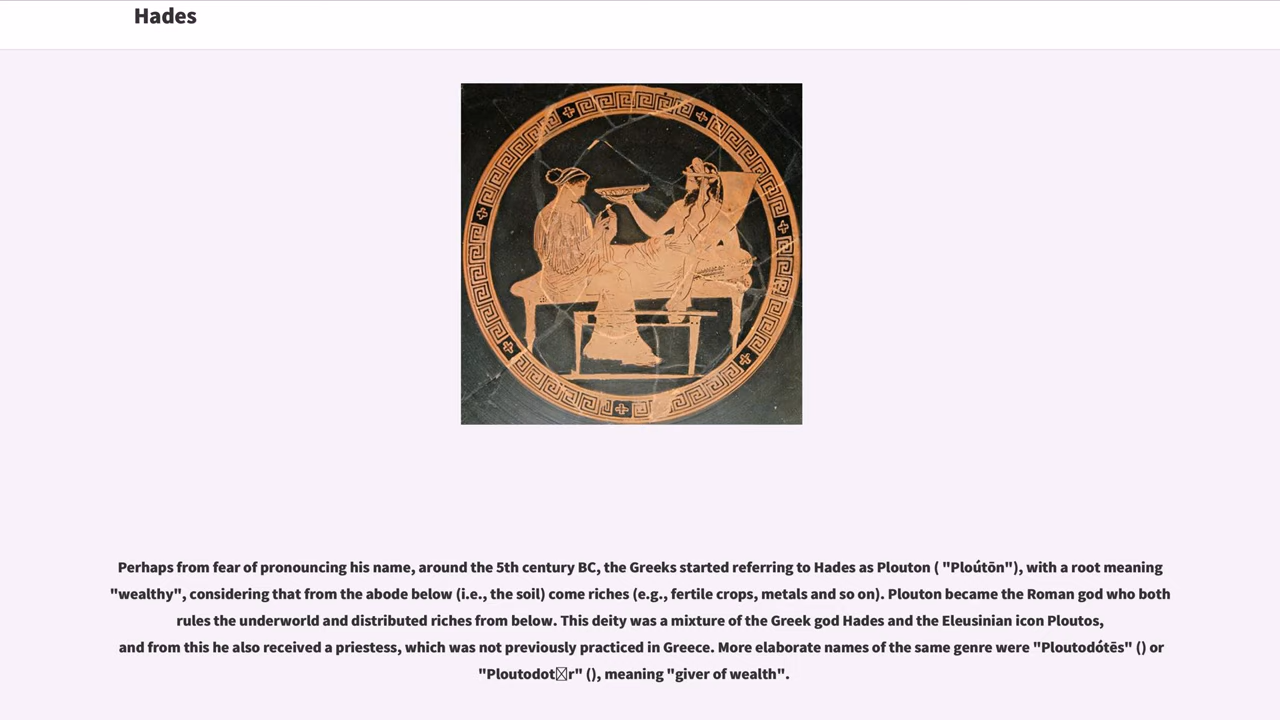 Hades
Perhaps from fear of pronouncing his name, around the 5th century BC, the Greeks started referring to Hades as Plouton ( "Ploútōn"), with a root meaning
"wealthy", considering that from the abode below (i.e., the soil) come riches (e.g., fertile crops, metals and so on). Plouton became the Roman god who both
rules the underworld and distributed riches from below. This deity was a mixture of the Greek god Hades and the Eleusinian icon Ploutos,
and from this he also received a priestess, which was not previously practiced in Greece. More elaborate names of the same genre were "Ploutodótēs" () or
"Ploutodot☒r" (), meaning "giver of wealth".